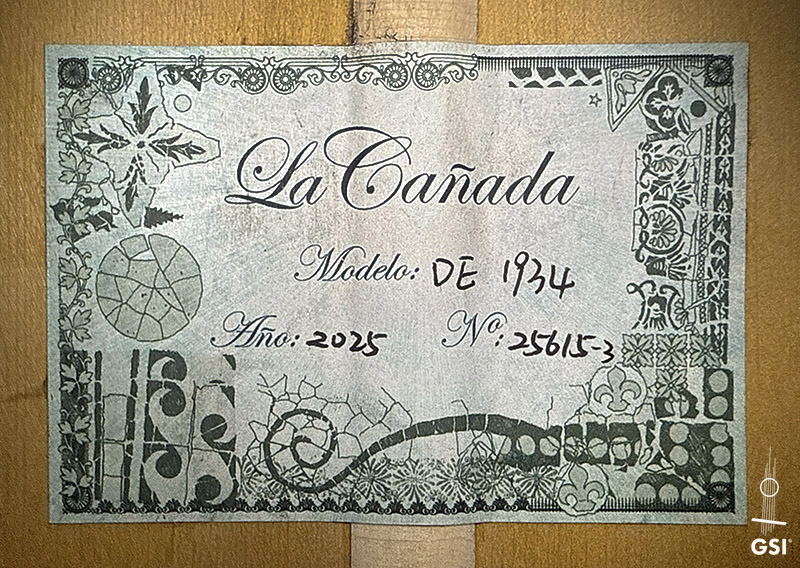 La Cañada
Modelo: DE 1934
Año: 2025 Nº: 25615-3
GSI®